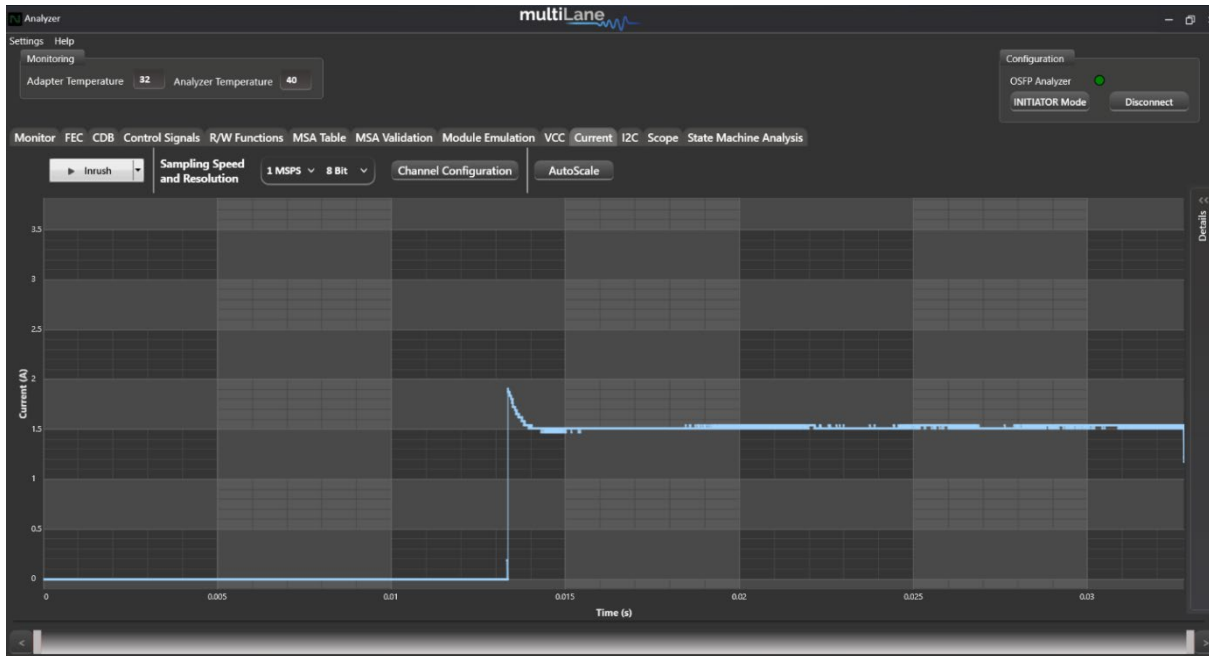 Analyzer
multiLane
Settings Help
Monitoring
Adapter Temperature 32 Analyzer Temperature 40
Configuration
OSFP Analyzer
INITIATOR Mode Disconnect
Monitor FEC CDB Control Signals R/W Functions MSA Table MSA Validation Module Emulation VCC Current I2C Scope State Machine Analysis
Inrush
Sampling Speed
and Resolution
1 MSPS 8 Bit
Channel Configuration
AutoScale
Details
Current (A)
3.5
3
2.5
2
1.5
1
0.5
0
0 0.005 0.01 0.015 0.02 0.025 0.03
Time (s)